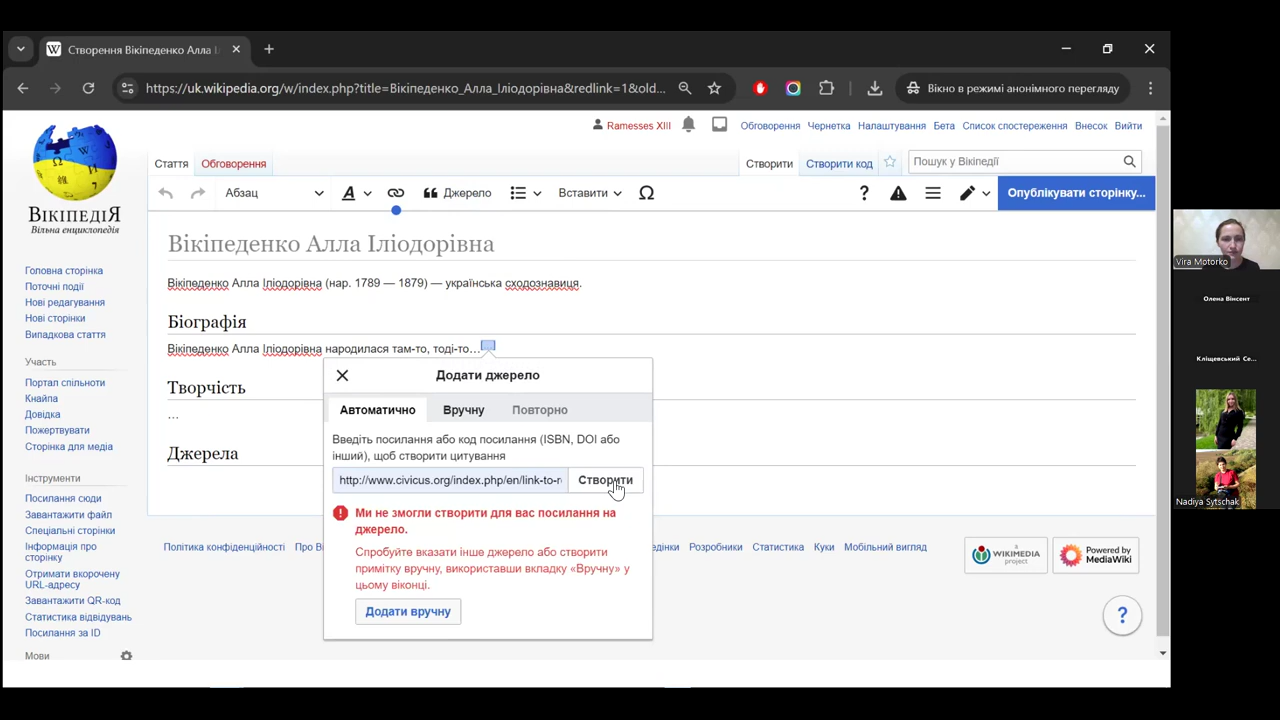 Створення Вікіпеденко Алла І
https://uk.wikipedia.org/w/index.php?title=Вікіпеденко_Алла_Іліодорівна&redlink=1&old...
Вікно в режимі анонімного перегляду
Ramesses XIII
Обговорення Чернетка Налаштування Бета Список спостереження Внесок Вийти
Стаття Обговорення
Створити Створити код
Пошук у Вікіпедії
Абзац
A
Джерело
Вставити
Ω
?
Опублікувати сторінку...
ВІКІПЕДІЯ
Вільна енциклопедія
Головна сторінка
Поточні події
Нові редагування
Нові сторінки
Випадкова стаття
Участь
Портал спільноти
Кнайпа
Довідка
Пожертвувати
Сторінка для медіа
Інструменти
Посилання сюди
Завантажити файл
Спеціальні сторінки
Інформація про
сторінку
Отримати вкорочену
URL-адресу
Завантажити QR-код
Статистика відвідувань
Посилання за ID
Мови
Вікіпеденко Алла Іліодорівна
Вікіпеденко Алла Іліодорівна (нар. 1789 — 1879) — українська сходознавиця.
Біографія
Вікіпеденко Алла Іліодорівна народилася там-то, тоді-то…
Творчість
…
Джерела
Додати джерело
Автоматично Вручну Повторно
Введіть посилання або код посилання (ISBN, DOI або
інший), щоб створити цитування
http://www.civicus.org/index.php/en/link-to-r
Створити
Ми не змогли створити для вас посилання на
джерело.
Спробуйте вказати інше джерело або створити
примітку вручну, використавши вкладку «Вручну» у
цьому віконці.
Додати вручну
Політика конфіденційності Про Ві
Розробники Статистика Куки Мобільний вигляд
WIKIMEDIA
project
Powered by
MediaWiki
?
Vira Motorko
Олена Вінсент
Кліщевський Се...
Nadiya Sytschak